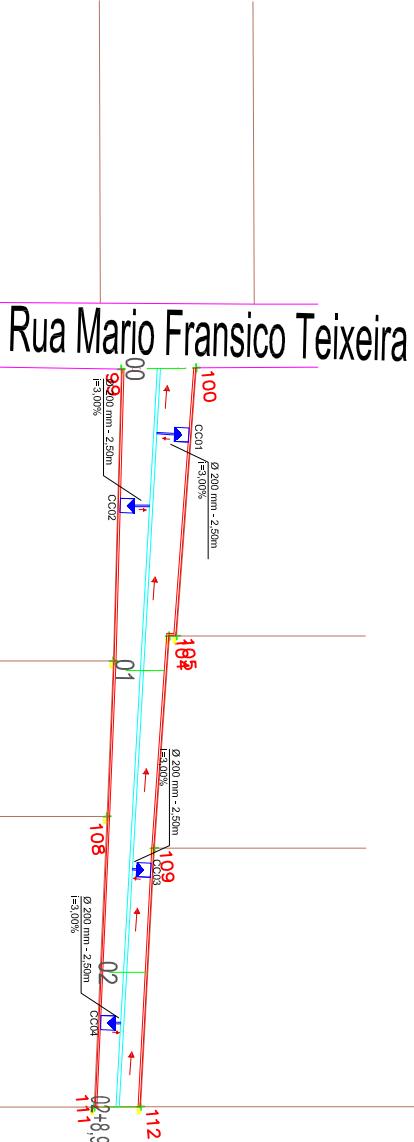 Rua Mario Fransico Teixeira
00
99
100
Ø 200 mm - 2,50m
i=3,00%
CC01
Ø 200 mm - 2,50m
i=3,00%
CC02
105
104
01
Ø 200 mm - 2,50m
i=3,00%
108
109
CC03
Ø 200 mm - 2,50m
i=3,00%
02
CC04
111
112